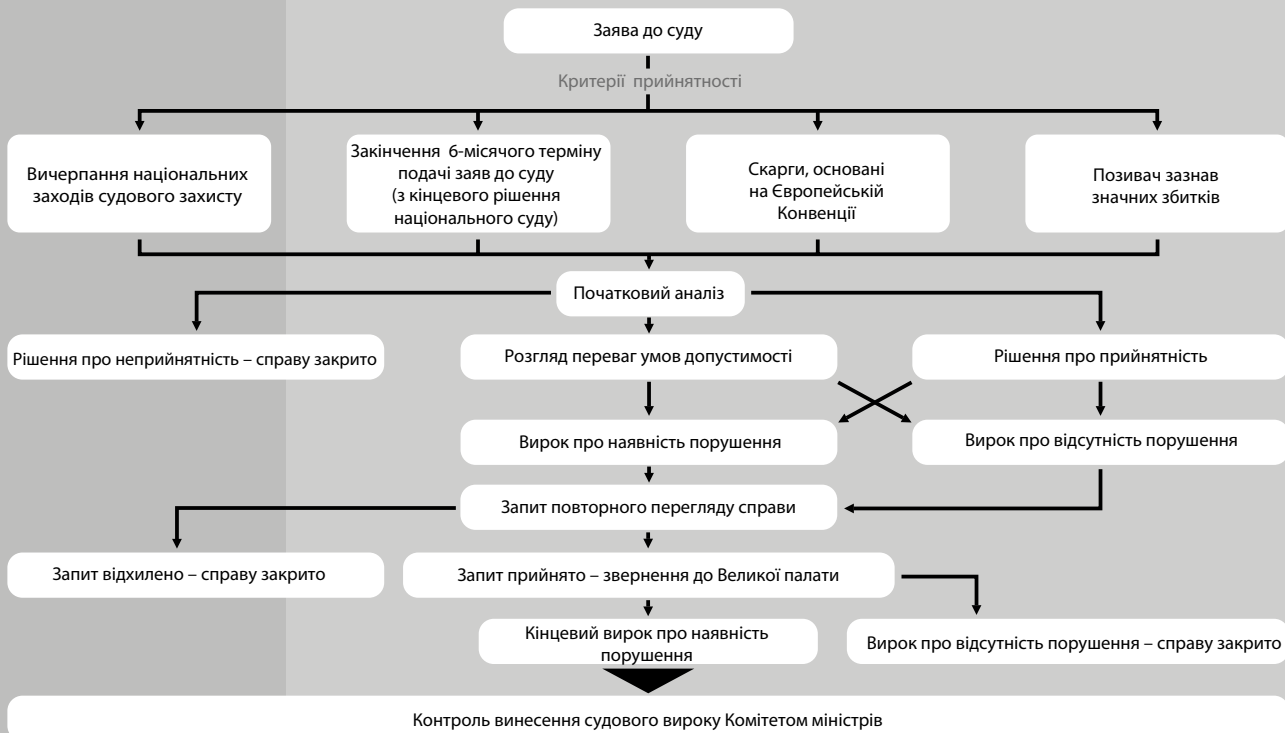 Заява до суду
Критерії прийнятності
Вичерпання національних
заходів судового захисту
Закінчення 6-місячого терміну
подачі заяв до суду
(з кінцевого рішення
національного суду)
Скарги, основані
на Європейській
Конвенції
Позивач зазнав
значних збитків
Початковий аналіз
Рішення про неприйнятність – справу закрито
Розгляд переваг умов допустимості
Рішення про прийнятність
Вирок про наявність порушення
Вирок про відсутність порушення
Запит повторного перегляду справи
Запит відхилено – справу закрито
Запит прийнято – звернення до Великої палати
Кінцевий вирок про наявність
порушення
Вирок про відсутність порушення – справу закрито
Контроль винесення судового вироку Комітетом міністрів